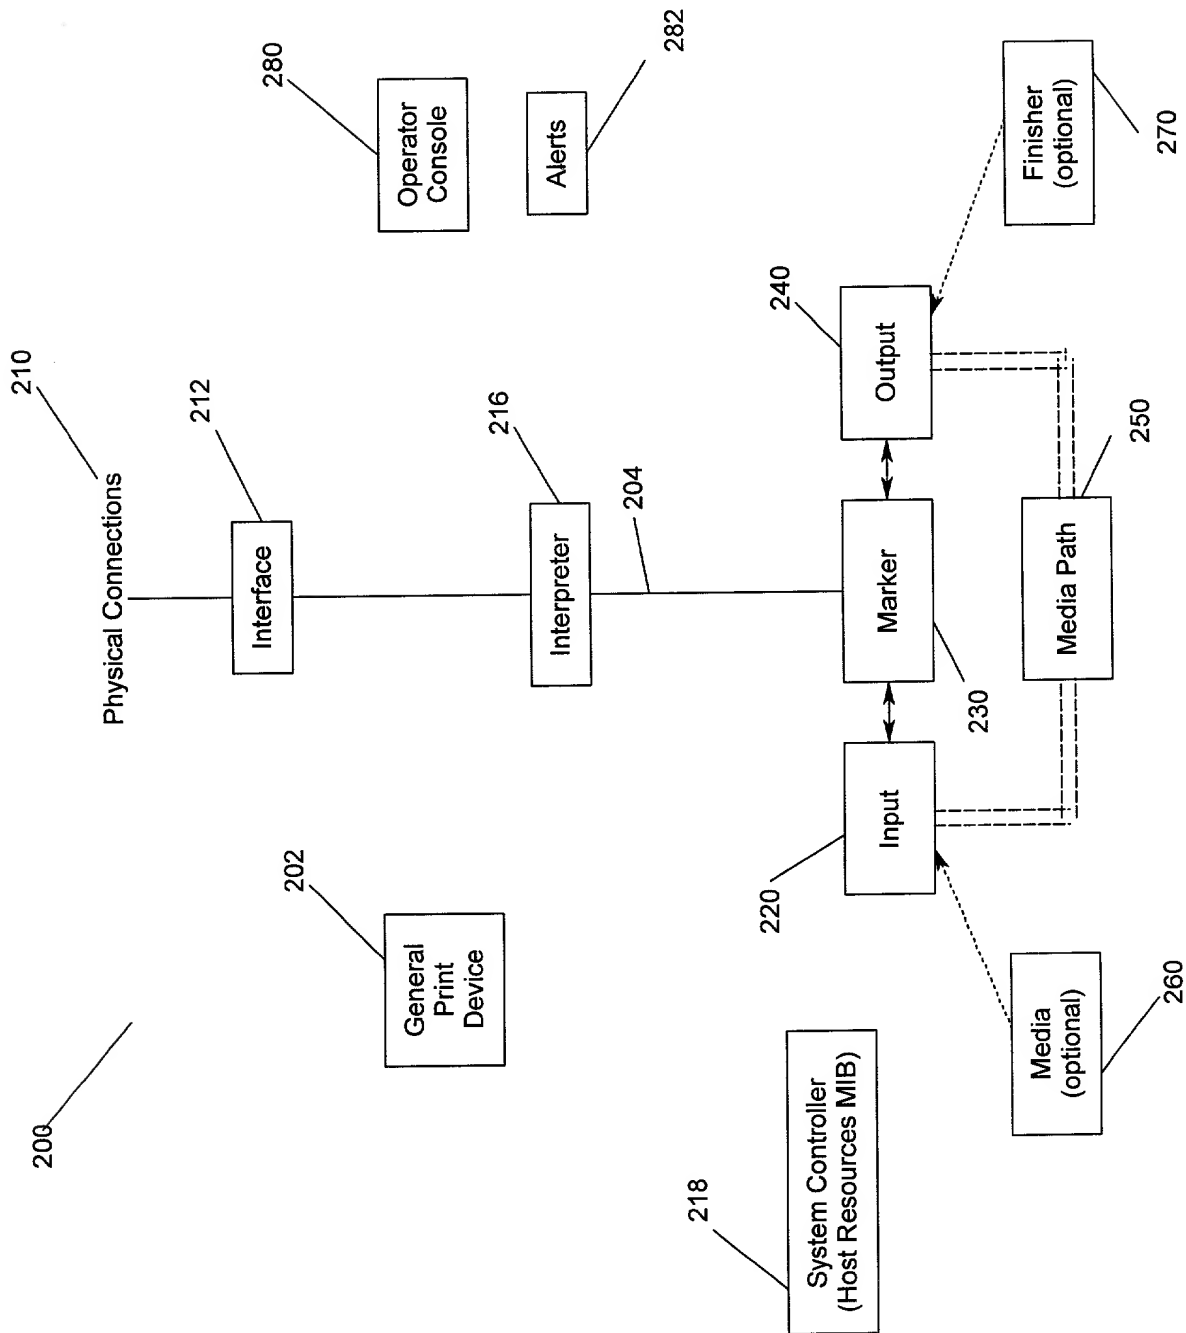 200
Physical Connections
210
Interface
212
General
Print
Device
202
Operator
Console
280
Interpreter
216
Alerts
282
204
System Controller
(Host Resources MIB)
218
Input
220
Marker
230
Output
240
Media
(optional)
260
Media Path
250
Finisher
(optional)
270